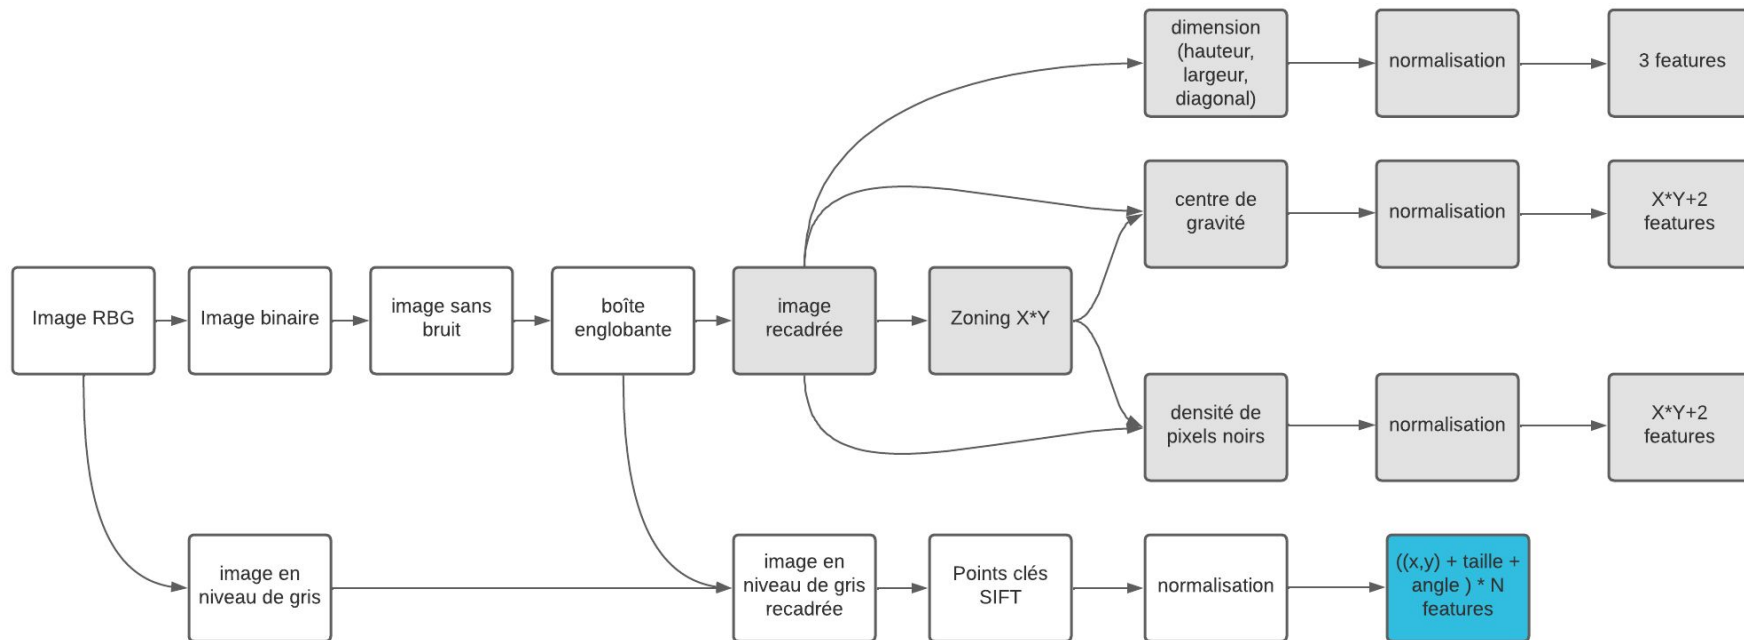 dimension
(hauteur,
largeur,
diagonal)
normalisation
3 features
centre de
gravité
normalisation
X*Y+2
features
Image RBG
Image binaire
image sans
bruit
boîte
englobante
image
recadrée
Zoning X*Y
densité de
pixels noirs
normalisation
X*Y+2
features
image en
niveau de gris
image en
niveau de gris
recadrée
Points clés
SIFT
normalisation
((x,y) + taille +
angle ) * N
features